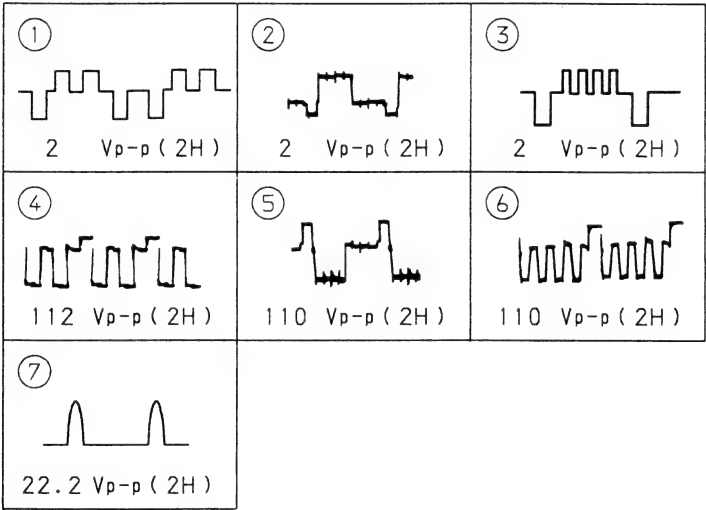 ① ② ③
2 Vp-p ( 2H ) 2 Vp-p ( 2H ) 2 Vp-p ( 2H )
④ ⑤ ⑥
112 Vp-p ( 2H ) 110 Vp-p ( 2H ) 110 Vp-p ( 2H )
⑦
22.2 Vp-p ( 2H )